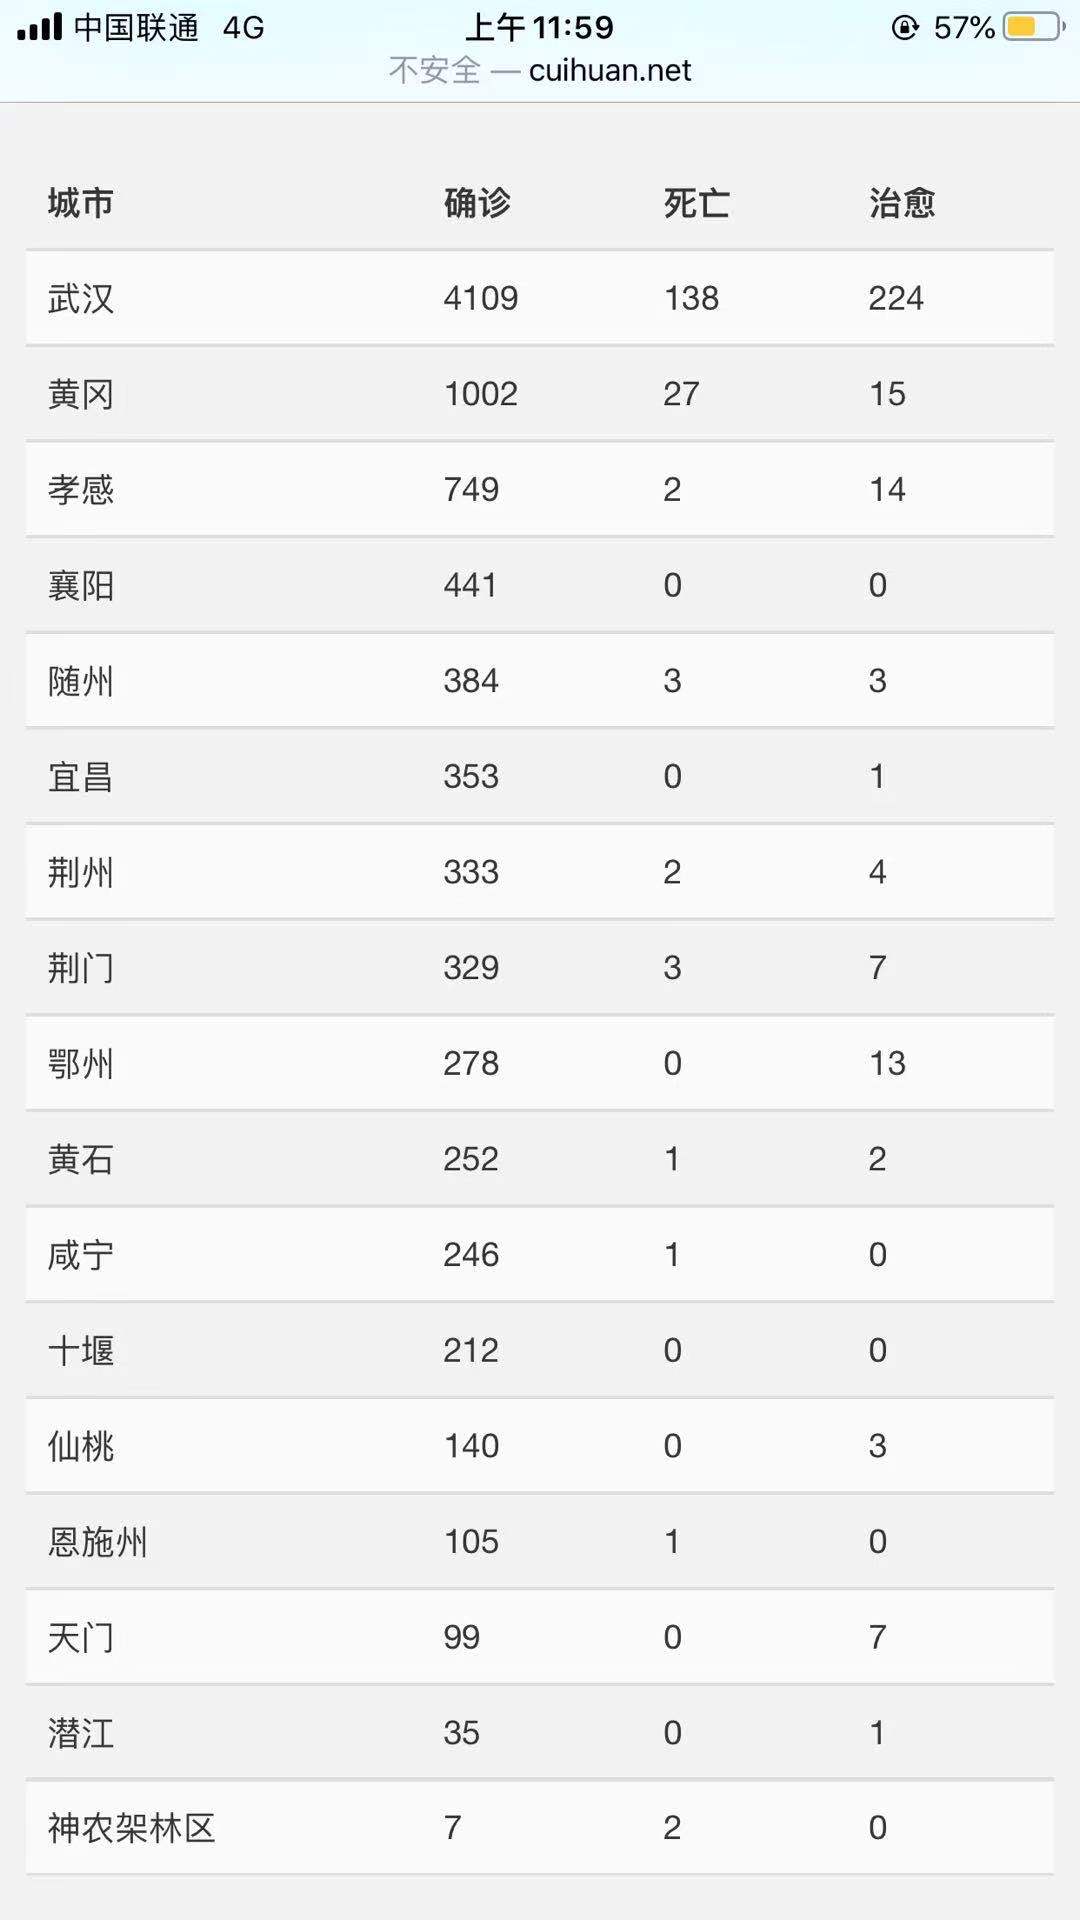 中国联通 4G 上午11:59 57%
不安全 — cuihuan.net
城市 确诊 死亡 治愈
武汉 4109 138 224
黄冈 1002 27 15
孝感 749 2 14
襄阳 441 0 0
随州 384 3 3
宜昌 353 0 1
荆州 333 2 4
荆门 329 3 7
鄂州 278 0 13
黄石 252 1 2
咸宁 246 1 0
十堰 212 0 0
仙桃 140 0 3
恩施州 105 1 0
天门 99 0 7
潜江 35 0 1
神农架林区 7 2 0